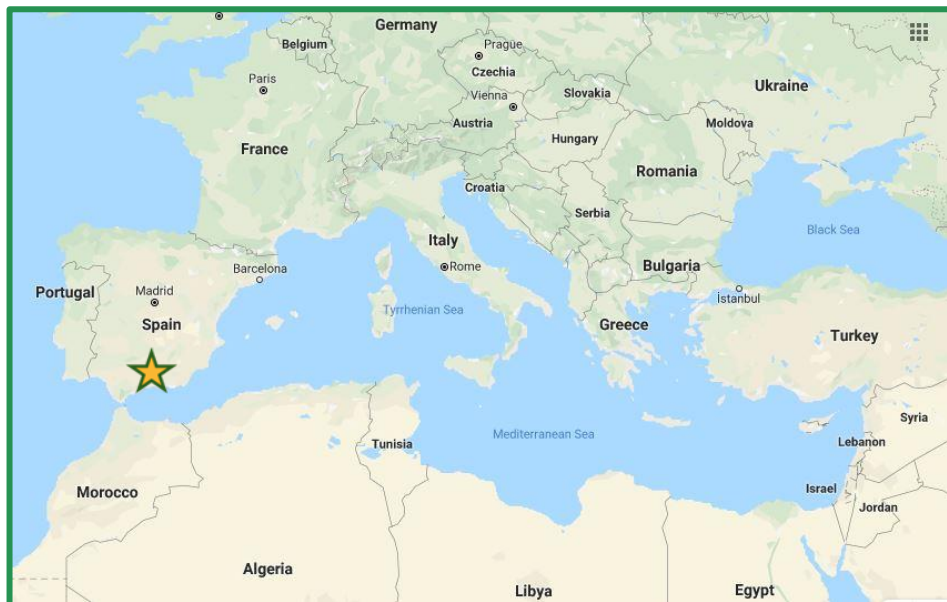 Germany
Belgium
Prague
Czechia
Paris
Ukraine
Slovakia
Vienna
Austria
Moldova
Hungary
France
Romania
Croatia
Serbia
Black Sea
Italy
Rome
Bulgaria
Barcelona
Portugal
Madrid
İstanbul
Tyrrhenian Sea
Spain
Greece
Turkey
Syria
Mediterranean Sea
Tunisia
Lebanon
Morocco
Israel
Jordan
Algeria
Libya
Egypt